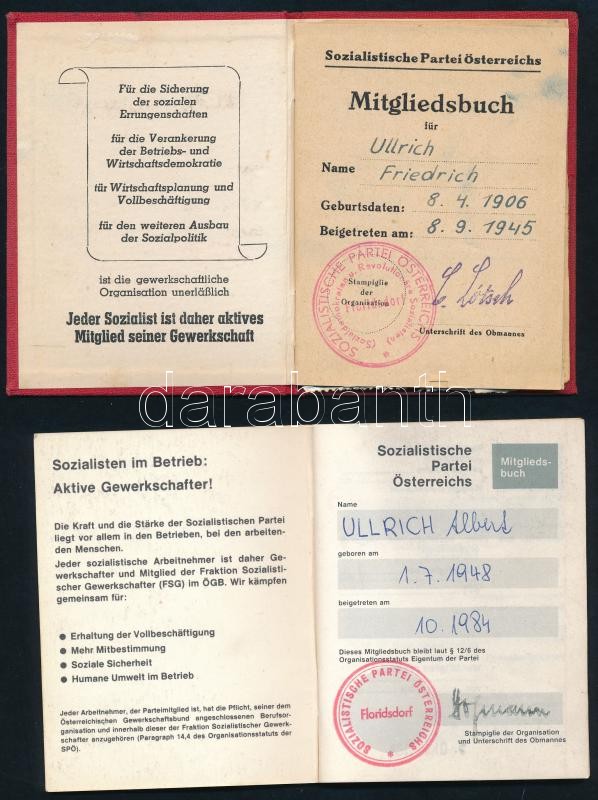 Für die Sicherung
der sozialen
Errungenschaften
für die Verankerung
der Betriebs- und
Wirtschaftsdemokratie
für Wirtschaftsplanung und
Vollbeschäftigung
für den weiteren Ausbau
der Sozialpolitik
ist die gewerkschaftliche
Organisation unerläßlich
Jeder Sozialist ist daher aktives
Mitglied seiner Gewerkschaft
Sozialistische Partei Österreichs
Mitgliedsbuch
für
Ullrich
Name Friedrich
Geburtsdaten: 8. 4. 1906
Beigetreten am: 8. 9. 1945
SOZIALISTISCHE PARTEI ÖSTERREICHS
(Sozialdemokraten u. Revolutionäre Sozialisten)
Floridsdorf
Stampiglie
der
Organisation
Unterschrift des Obmannes
darabanth
Sozialisten im Betrieb:
Aktive Gewerkschafter!
Die Kraft und die Stärke der Sozialistischen Partei
liegt vor allem in den Betrieben, bei den arbeiten-
den Menschen.
Jeder sozialistische Arbeitnehmer ist daher Ge-
werkschafter und Mitglied der Fraktion Sozialisti-
scher Gewerkschafter (FSG) im ÖGB. Wir kämpfen
gemeinsam für:
● Erhaltung der Vollbeschäftigung
● Mehr Mitbestimmung
● Soziale Sicherheit
● Humane Umwelt im Betrieb
Jeder Arbeitnehmer, der Parteimitglied ist, hat die Pflicht, seiner dem
Österreichischen Gewerkschaftsbund angeschlossenen Berufsor-
ganisation und innerhalb dieser der Fraktion Sozialistischer Gewerk-
schafter anzugehören (Paragraph 14,4 des Organisationsstatuts der
SPÖ).
Sozialistische
Partei
Österreichs
Mitglieds-
buch
Name
ULLRICH Albert
geboren am
1. 7. 1948
beigetreten am
10. 1984
Dieses Mitgliedsbuch bleibt laut § 12/6 des
Organisationsstatuts Eigentum der Partei
SOZIALISTISCHE PARTEI ÖSTERREICHS
Floridsdorf
Stampiglie der Organisation
und Unterschrift des Obmannes